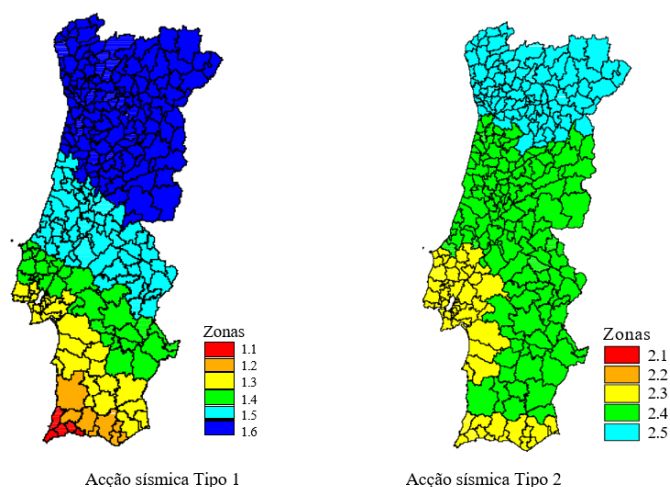 Zonas
1.1
1.2
1.3
1.4
1.5
1.6
Zonas
2.1
2.2
2.3
2.4
2.5
Acção sísmica Tipo 1
Acção sísmica Tipo 2